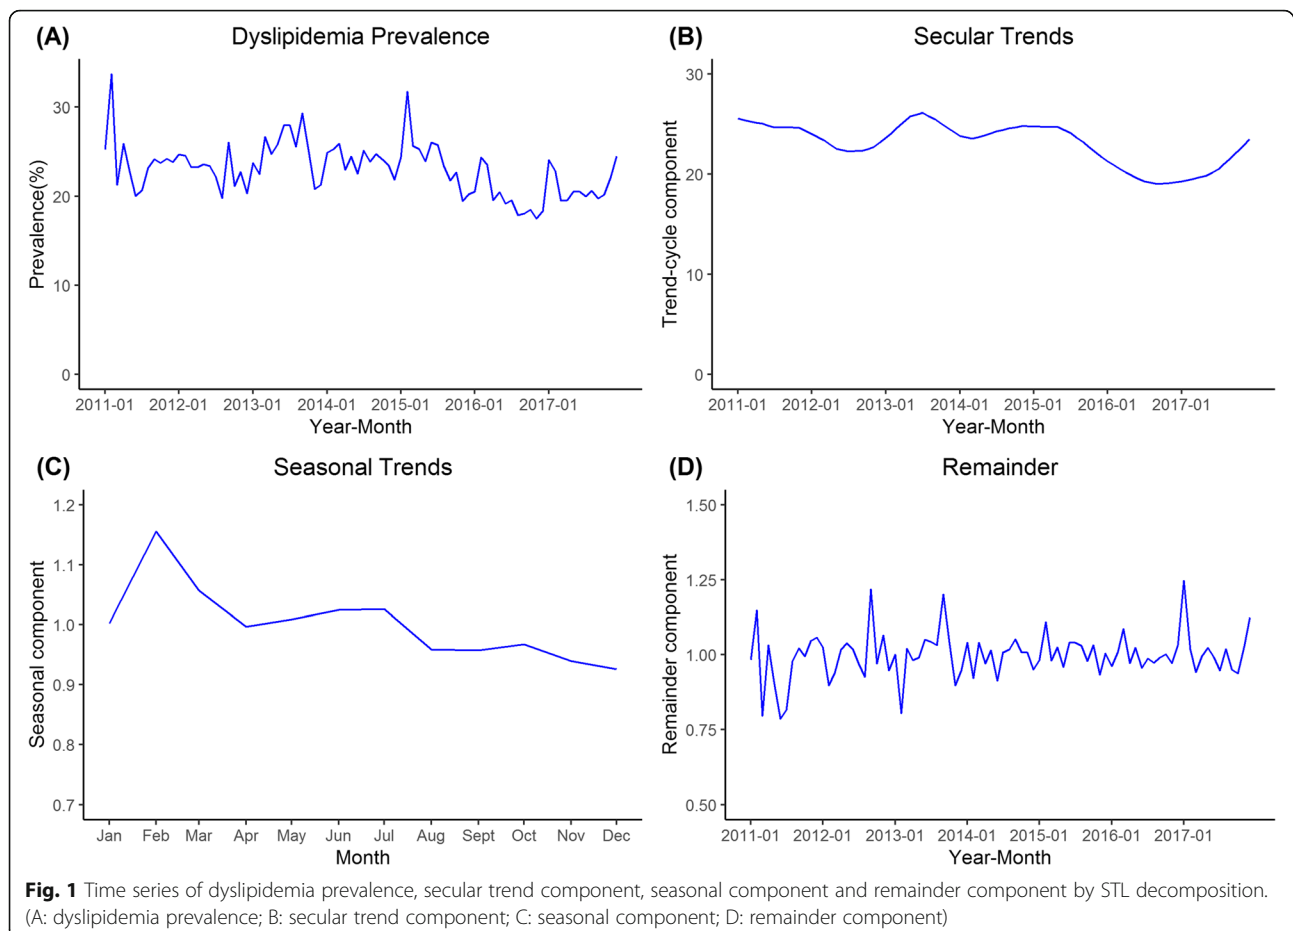 (A)
Dyslipidemia Prevalence
Prevalence(%)
30
20
10
0
2011-01 2012-01 2013-01 2014-01 2015-01 2016-01 2017-01
Year-Month
(B)
Secular Trends
Trend-cycle component
30
20
10
0
2011-01 2012-01 2013-01 2014-01 2015-01 2016-01 2017-01
Year-Month
(C)
Seasonal Trends
Seasonal component
1.2
1.1
1.0
0.9
0.8
0.7
Jan Feb Mar Apr May Jun Jul Aug Sept Oct Nov Dec
Month
(D)
Remainder
Remainder component
1.50
1.25
1.00
0.75
0.50
2011-01 2012-01 2013-01 2014-01 2015-01 2016-01 2017-01
Year-Month
Fig. 1 Time series of dyslipidemia prevalence, secular trend component, seasonal component and remainder component by STL decomposition.
(A: dyslipidemia prevalence; B: secular trend component; C: seasonal component; D: remainder component)